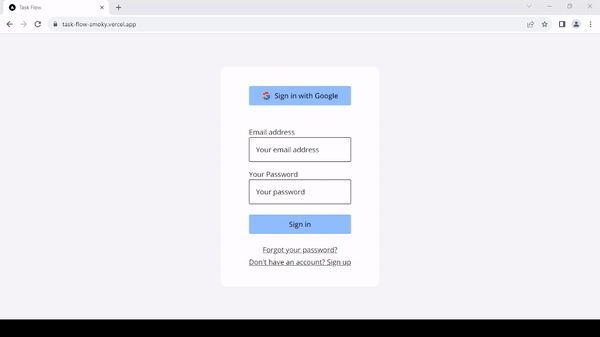 Task Flow
task-flow-smoky.vercel.app
Sign in with Google
Email address
Your email address
Your Password
Your password
Sign in
Forgot your password?
Don't have an account? Sign up